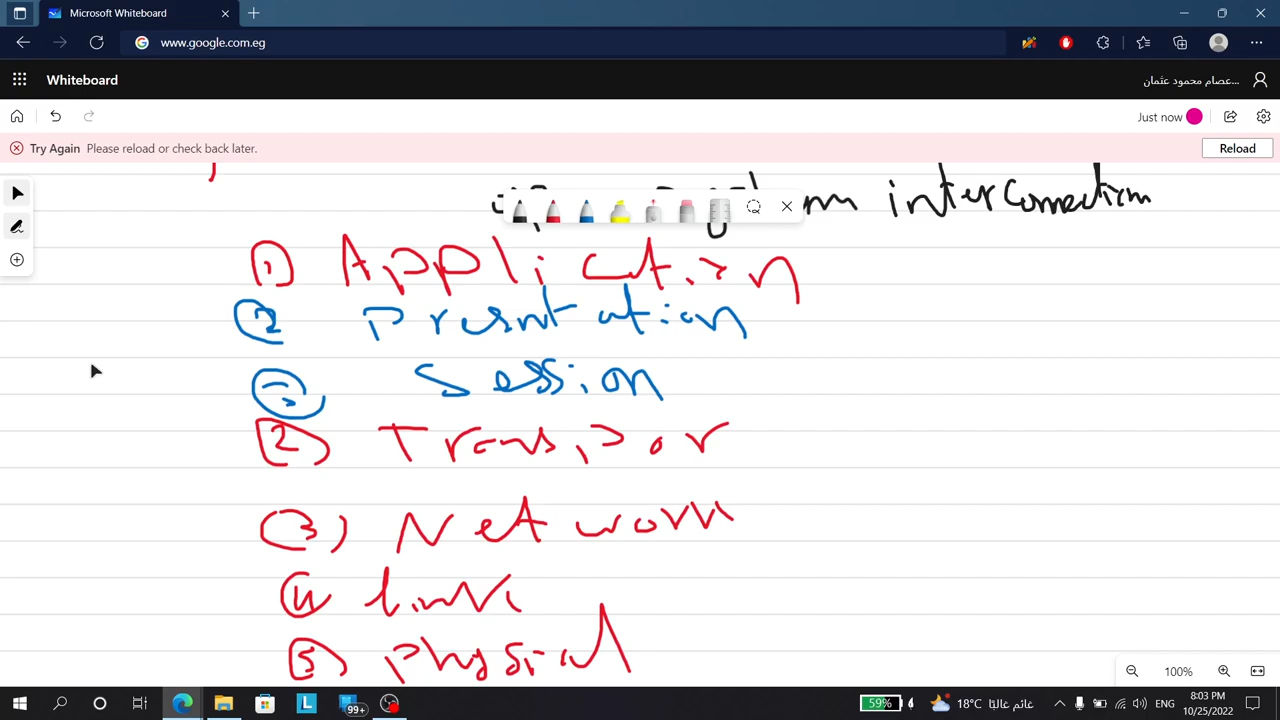 Microsoft Whiteboard
www.google.com.eg
Whiteboard
عصام محمود عثمان...
Just now
Try Again Please reload or check back later.
Reload
interconnection
① Application
② Presntation
③ Session
② Transpor
③ Network
④ link
⑤ physical
100%
99+
59%
18°C غائم غالبًا
ENG
8:03 PM
10/25/2022